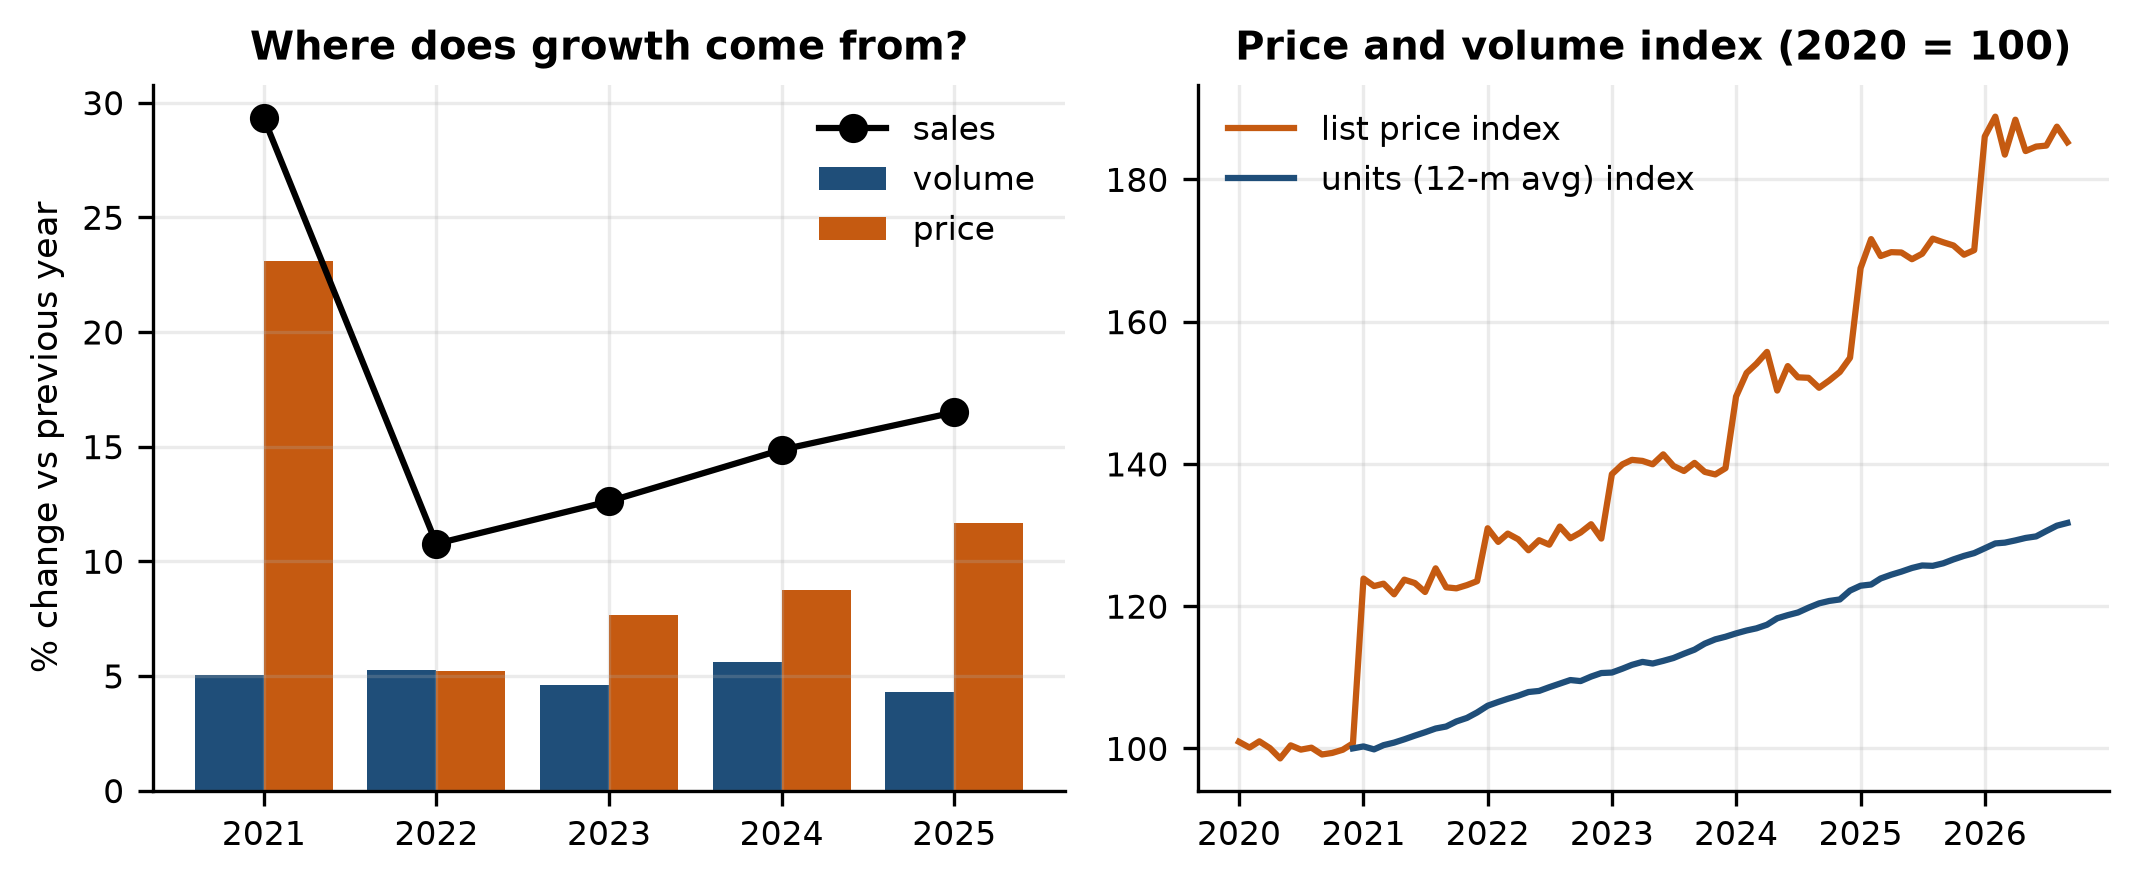 Where does growth come from?
% change vs previous year
30
25
20
15
10
5
0
2021 2022 2023 2024 2025
sales
volume
price
Price and volume index (2020 = 100)
list price index
units (12-m avg) index
180
160
140
120
100
2020 2021 2022 2023 2024 2025 2026